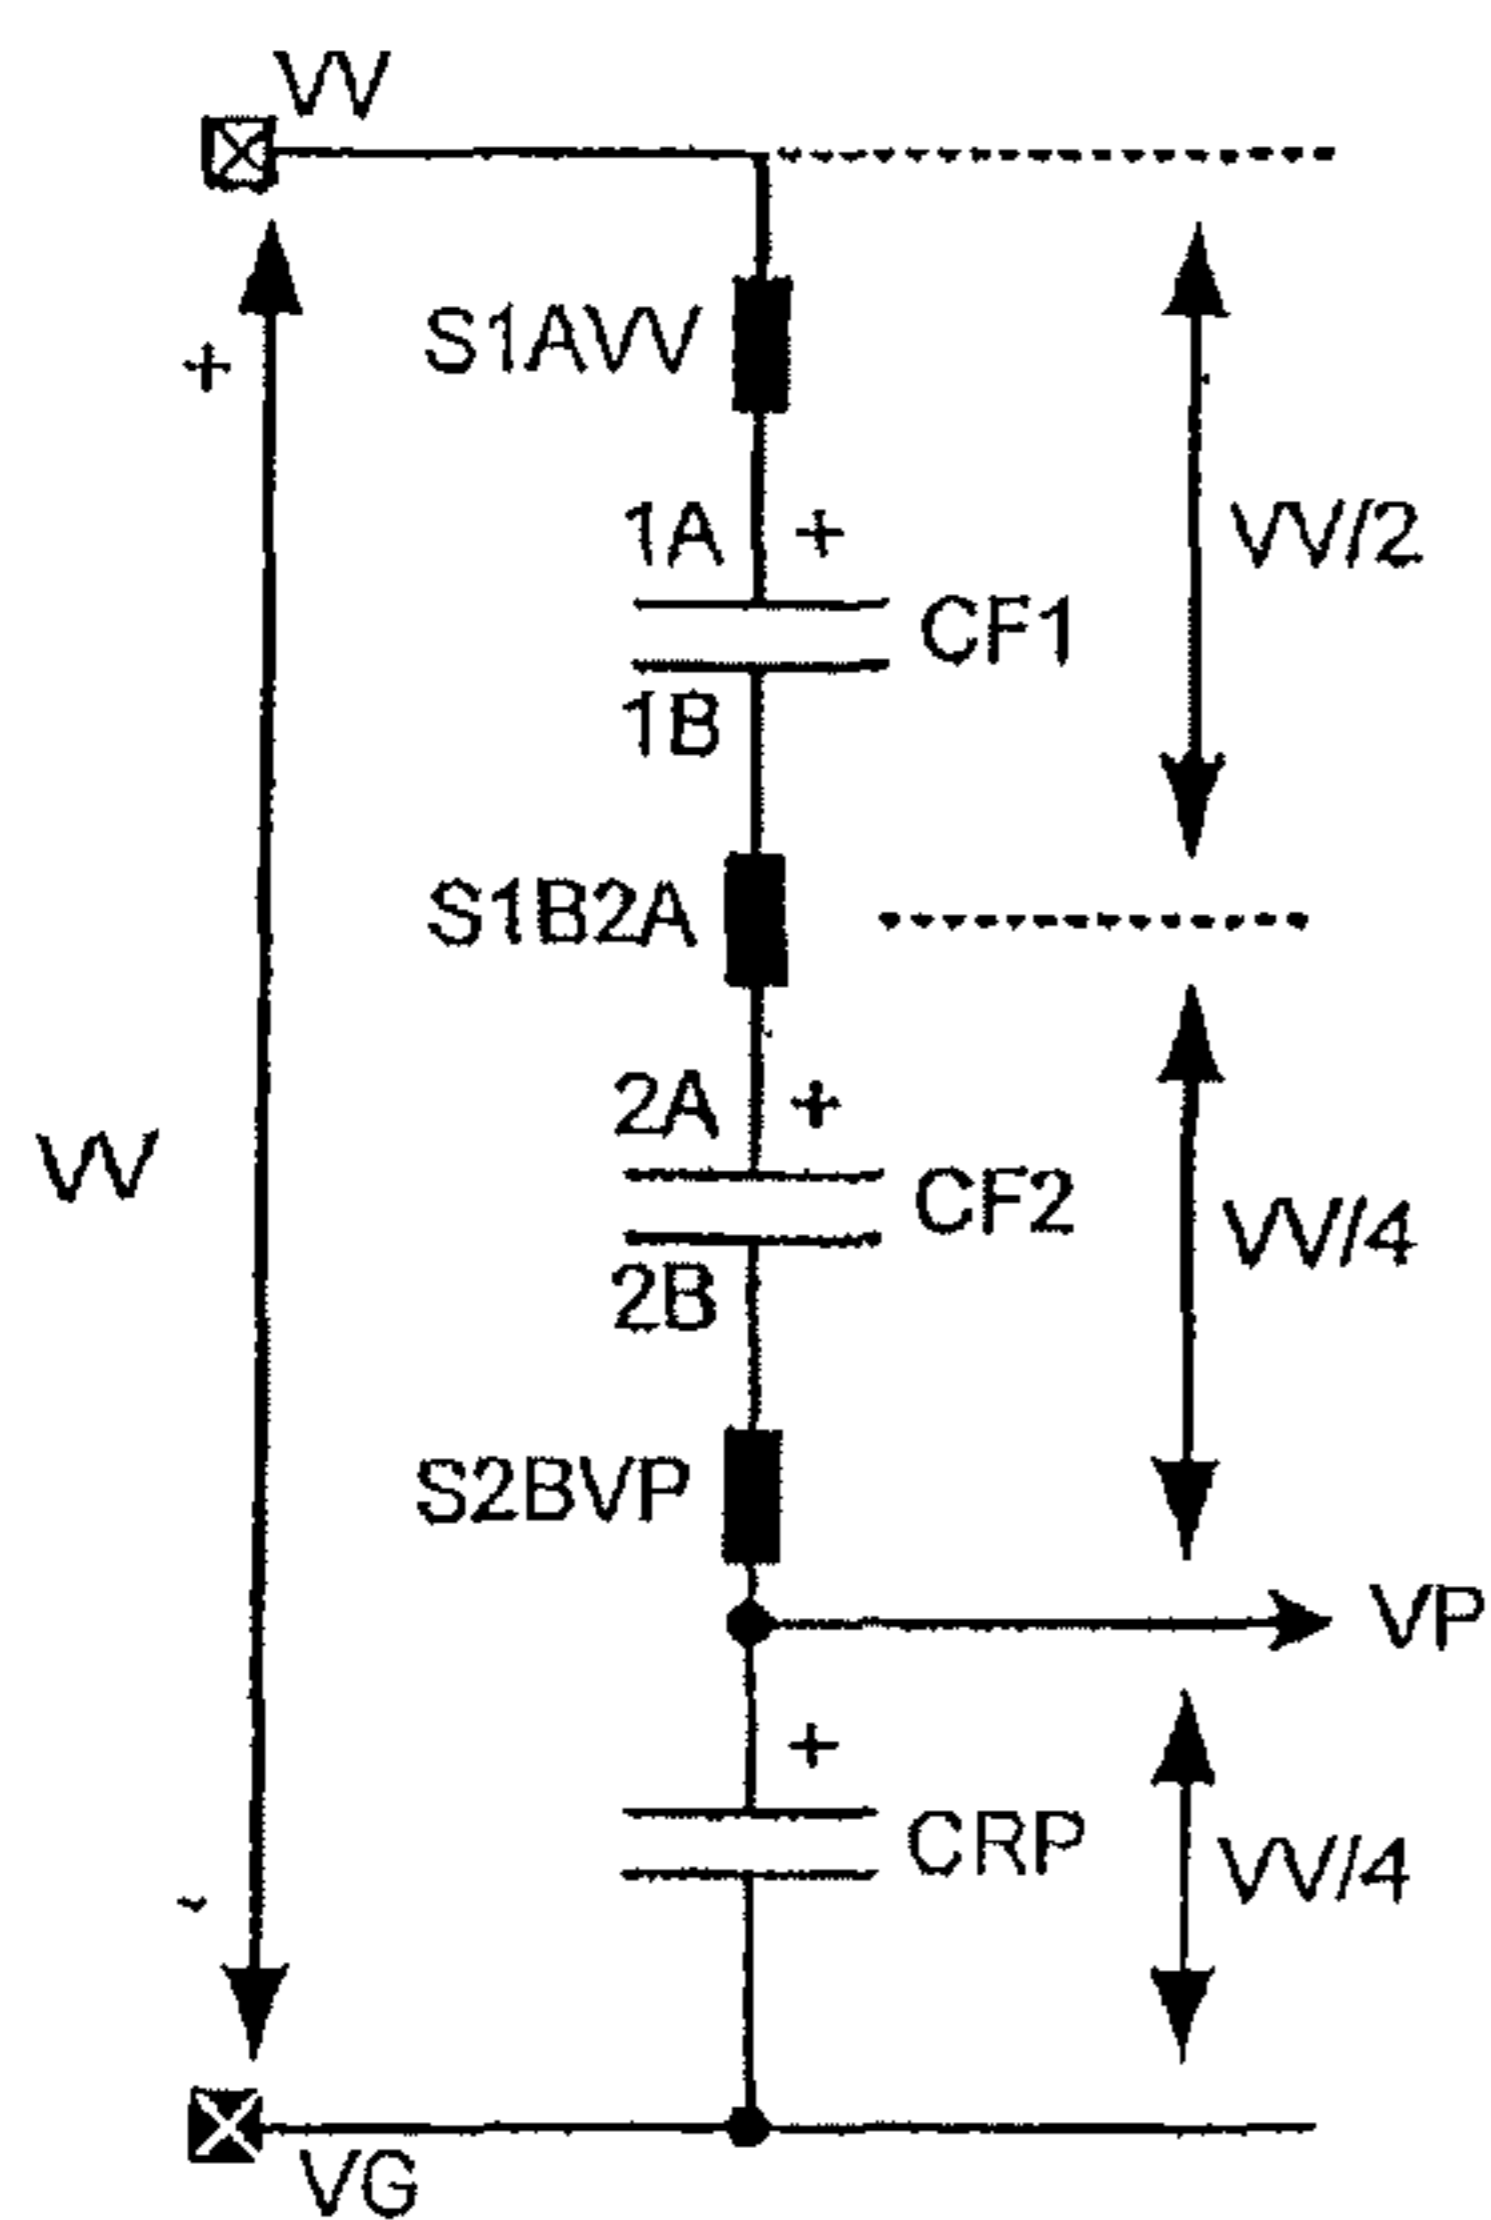 VV
S1AVV
+
1A +
VV/2
CF1
1B
S1B2A
2A +
VV
CF2
VV/4
2B
S2BVP
VP
+
CRP
VV/4
-
VG